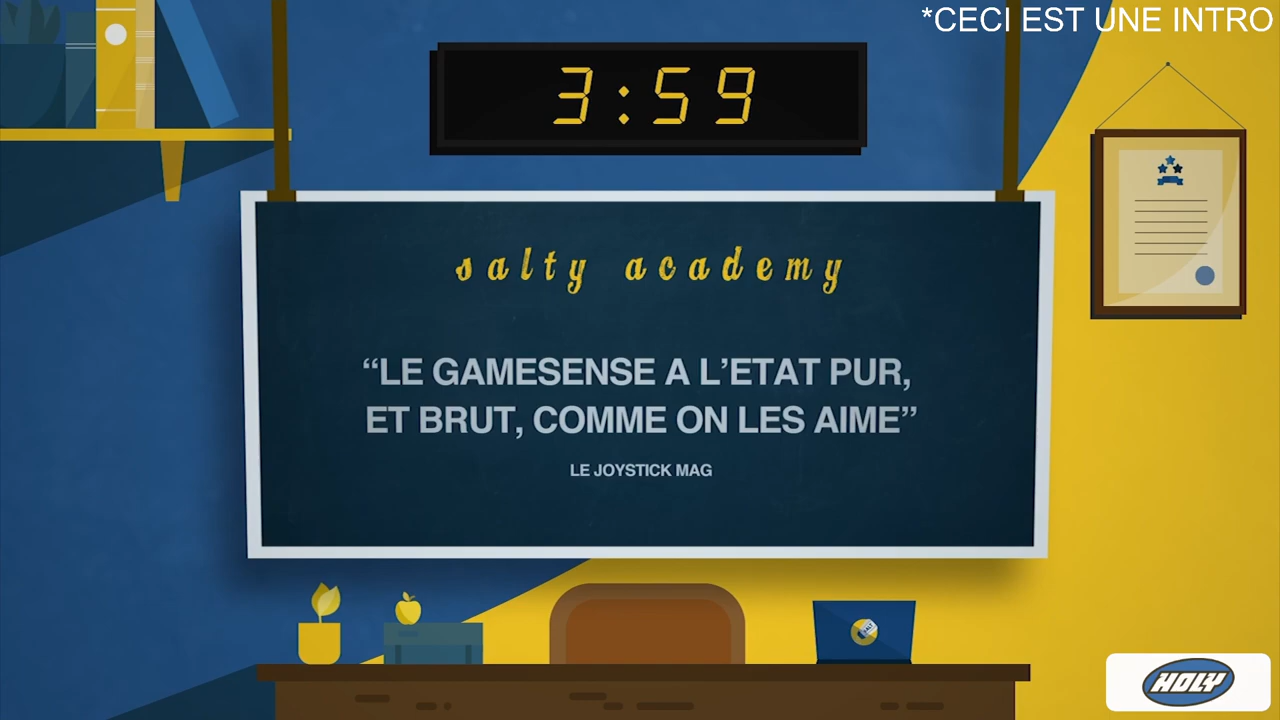 *CECI EST UNE INTRO
3:59
salty academy
“LE GAMESENSE A L’ETAT PUR,
ET BRUT, COMME ON LES AIME”
LE JOYSTICK MAG
HOLY